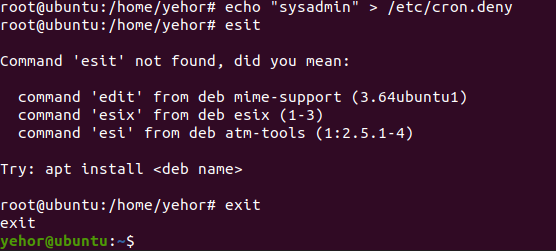 root@ubuntu:/home/yehor# echo "sysadmin" > /etc/cron.deny
root@ubuntu:/home/yehor# esit
Command 'esit' not found, did you mean:
command 'edit' from deb mime-support (3.64ubuntu1)
command 'esix' from deb esix (1-3)
command 'esi' from deb atm-tools (1:2.5.1-4)
Try: apt install <deb name>
root@ubuntu:/home/yehor# exit
exit
yehor@ubuntu:~$